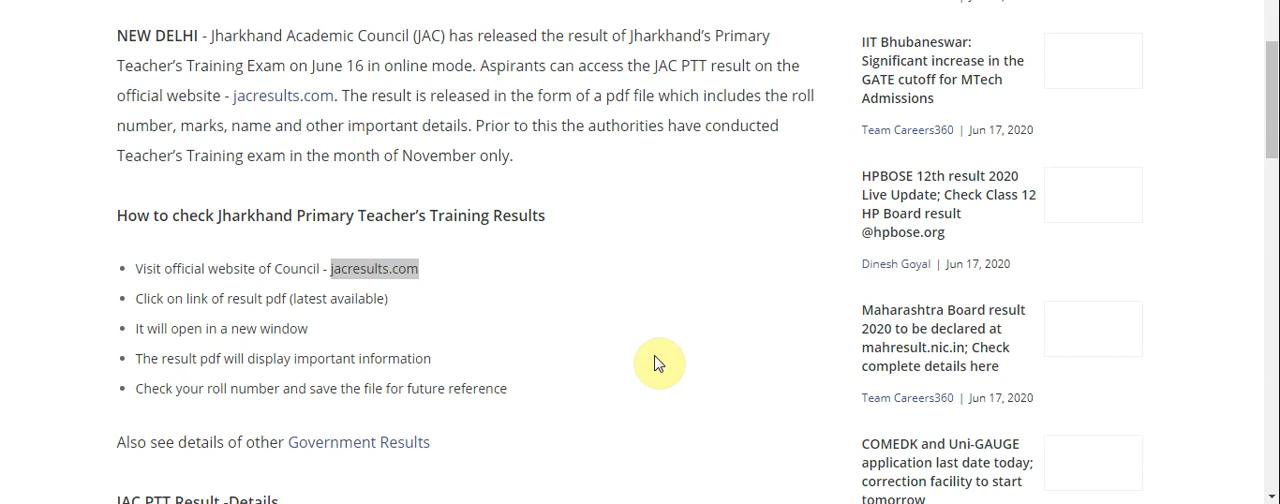 NEW DELHI - Jharkhand Academic Council (JAC) has released the result of Jharkhand's Primary
Teacher's Training Exam on June 16 in online mode. Aspirants can access the JAC PTT result on the
official website - jacresults.com. The result is released in the form of a pdf file which includes the roll
number, marks, name and other important details. Prior to this the authorities have conducted
Teacher's Training exam in the month of November only.
How to check Jharkhand Primary Teacher's Training Results
Visit official website of Council - jacresults.com
Click on link of result pdf (latest available)
It will open in a new window
The result pdf will display important information
Check your roll number and save the file for future reference
Also see details of other Government Results
JAC PTT Result -Details
IIT Bhubaneswar:
Significant increase in the
GATE cutoff for MTech
Admissions
Team Careers360 | Jun 17, 2020
HPBOSE 12th result 2020
Live Update; Check Class 12
HP Board result
@hpbose.org
Dinesh Goyal | Jun 17, 2020
Maharashtra Board result
2020 to be declared at
mahresult.nic.in; Check
complete details here
Team Careers360 | Jun 17, 2020
COMEDK and Uni-GAUGE
application last date today;
correction facility to start
tomorrow